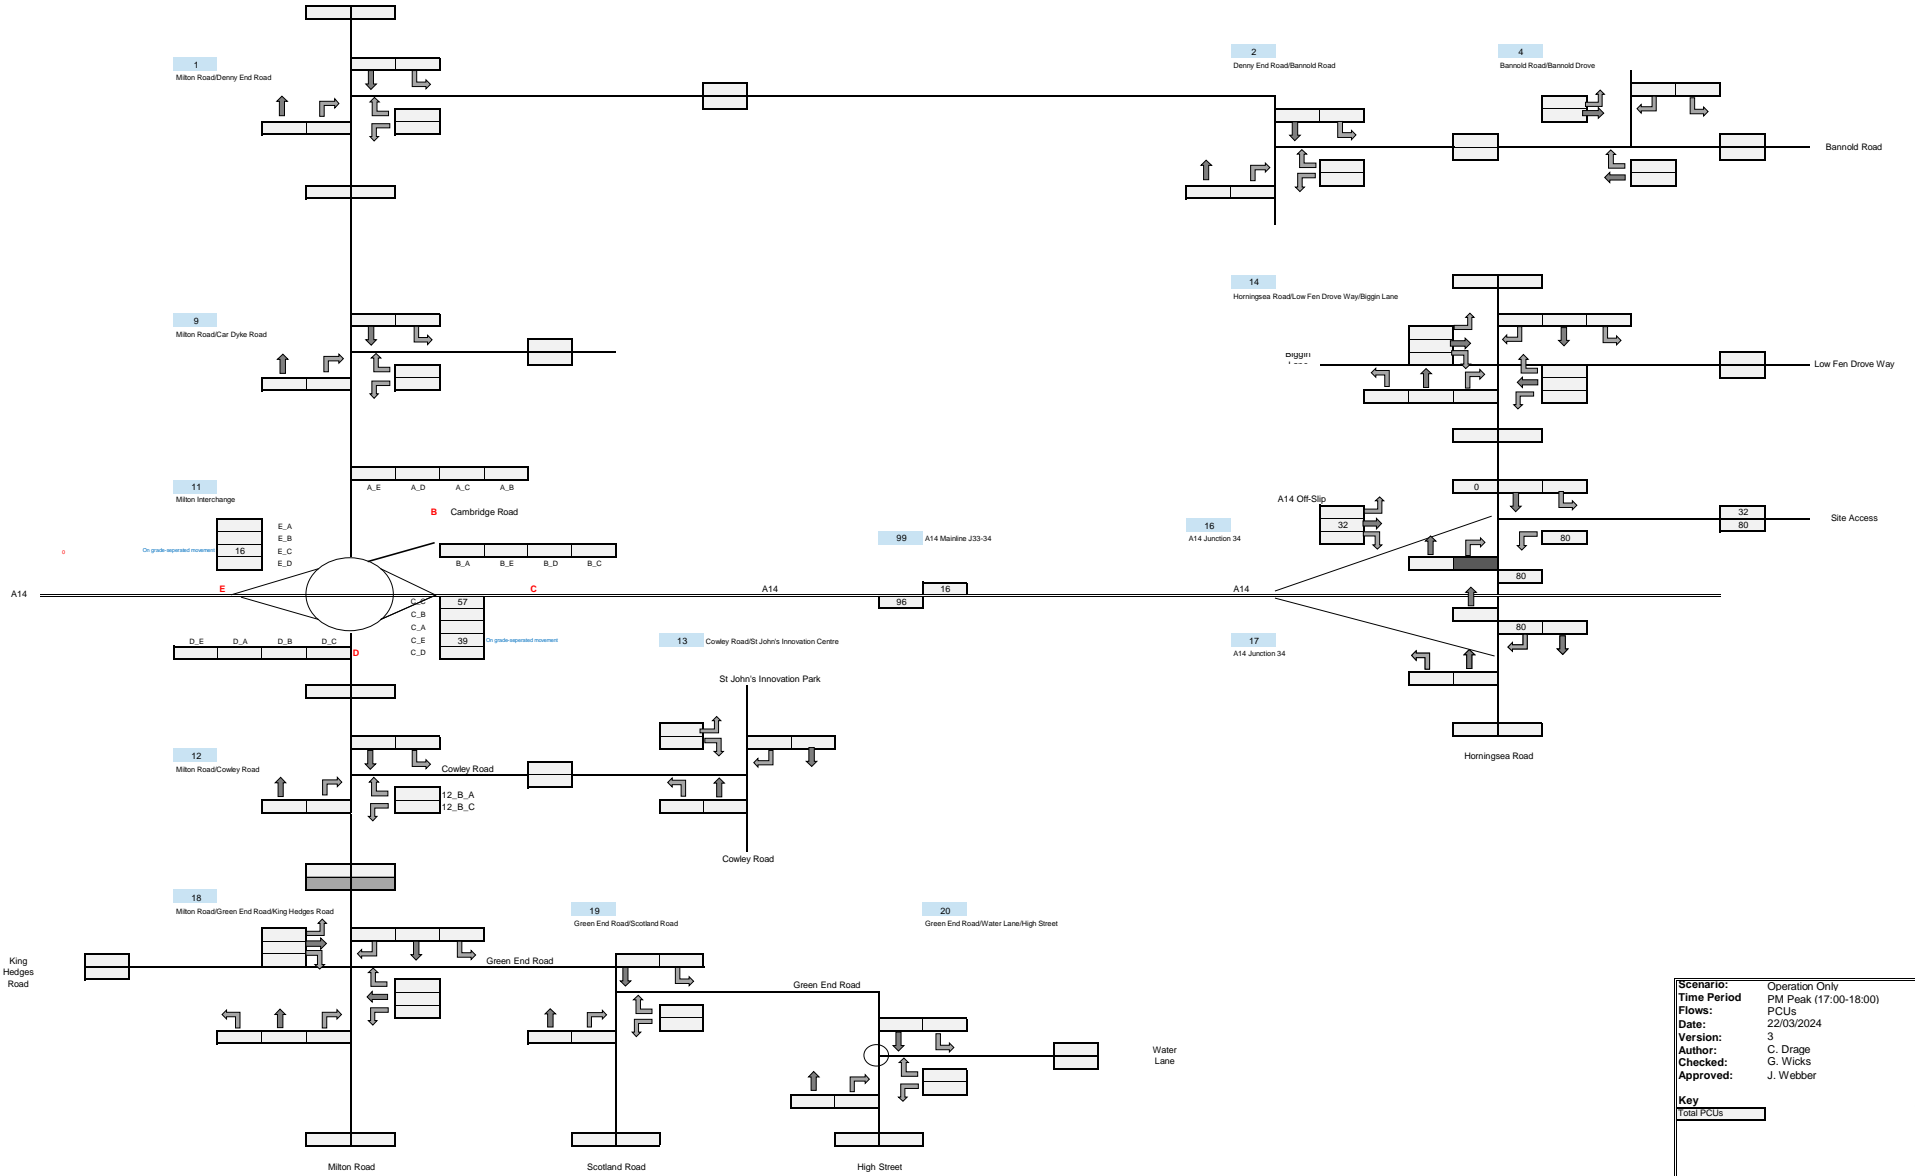 1
Milton Road/Denny End Road
2
Denny End Road/Bannold Road
4
Bannold Road/Bannold Drove
Bannold Road
14
Horningsea Road/Low Fen Drove Way/Biggin Lane
9
Milton Road/Car Dyke Road
Low Fen Drove Way
11
Milton Interchange
A_E A_D A_C A_B
B Cambridge Road
E_A
E_B
On grade-seperated movement 16 E_C
E_D
0
B_A B_E B_D B_C
99 A14 Mainline J33-34
16
A14 Junction 34
A14 Off-Slip
0
32
32
80
Site Access
80
80
A14
E
C
A14
16
96
A14
C_C 57
C_B
C_A
C_E 39 On grade-seperated movement
C_D
D_E D_A D_B D_C
D
13 Cowley Road/St John's Innovation Centre
17
A14 Junction 34
80
St John's Innovation Park
12
Milton Road/Cowley Road
Cowley Road
12_B_A
12_B_C
Horningsea Road
Cowley Road
18
Milton Road/Green End Road/King Hedges Road
19
Green End Road/Scotland Road
20
Green End Road/Water Lane/High Street
King
Hedges
Road
Green End Road
Green End Road
Water
Lane
Milton Road
Scotland Road
High Street
Scenario: Operation Only
Time Period PM Peak (17:00-18:00)
Flows: PCUs
Date: 22/03/2024
Version: 3
Author: C. Drage
Checked: G. Wicks
Approved: J. Webber
Key
Total PCUs